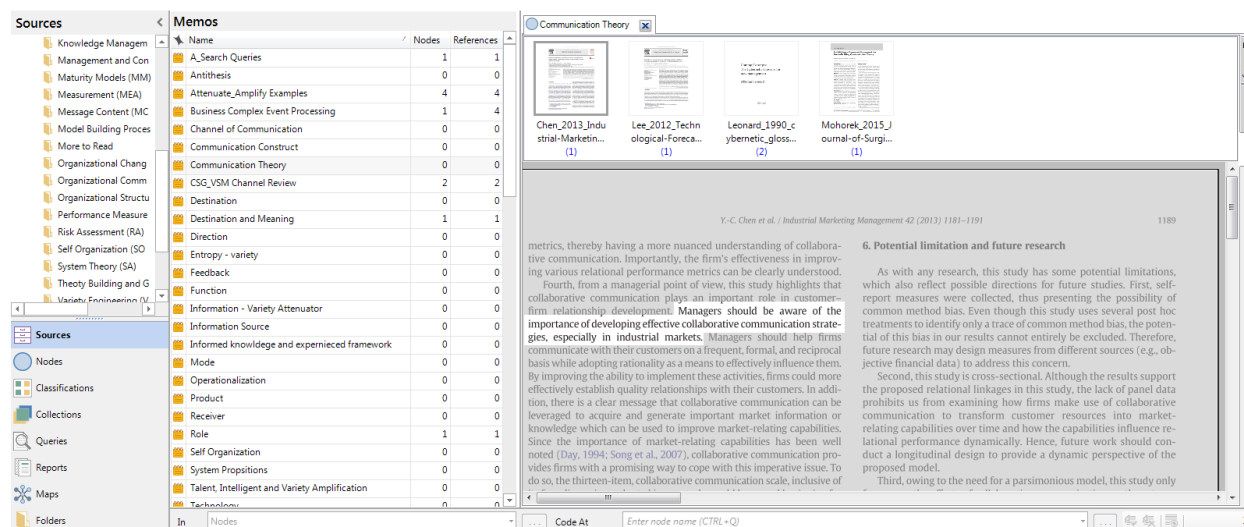 Sources
Knowledge Managem
Management and Con
Maturity Models (MM)
Measurement (MEA)
Message Content (MC
Model Building Proces
More to Read
Organizational Chang
Organizational Comm
Organizational Structu
Performance Measure
Risk Assessment (RA)
Self Organization (SO
System Theory (SA)
Theoty Building and G
Variety Engineering (V
Sources
Nodes
Classifications
Collections
Queries
Reports
Maps
Folders
Memos
Name Nodes References
A_Search Queries 1 1
Antithesis 0 0
Attenuate_Amplify Examples 4 4
Business Complex Event Processing 1 4
Channel of Communication 0 0
Communication Construct 0 0
Communication Theory 0 0
CSG_VSM Channel Review 2 2
Destination 0 0
Destination and Meaning 1 1
Direction 0 0
Entropy - variety 0 0
Feedback 0 0
Function 0 0
Information - Variety Attenuator 0 0
Information Source 0 0
Informed knowldege and expernieced framework 0 0
Mode 0 0
Operationalization 0 0
Product 0 0
Receiver 0 0
Role 1 1
Self Organization 0 0
System Propsitions 0 0
Talent, Intelligent and Variety Amplification 0 0
Technology
In Nodes
Communication Theory
Chen_2013_Indu
strial-Marketin...
(1)
Lee_2012_Techn
ological-Foreca...
(1)
Leonard_1990_c
ybernetic_gloss...
(2)
Mohorek_2015_J
ournal-of-Surgi...
(1)
Y.-C. Chen et al. / Industrial Marketing Management 42 (2013) 1181–1191 1189
metrics, thereby having a more nuanced understanding of collabora-
tive communication. Importantly, the firm's effectiveness in improv-
ing various relational performance metrics can be clearly understood.
Fourth, from a managerial point of view, this study highlights that
collaborative communication plays an important role in customer–
firm relationship development. Managers should be aware of the
importance of developing effective collaborative communication strate-
gies, especially in industrial markets. Managers should help firms
communicate with their customers on a frequent, formal, and reciprocal
basis while adopting rationality as a means to effectively influence them.
By improving the ability to implement these activities, firms could more
effectively establish quality relationships with their customers. In addi-
tion, there is a clear message that collaborative communication can be
leveraged to acquire and generate important market information or
knowledge which can be used to improve market-relating capabilities.
Since the importance of market-relating capabilities has been well
noted (Day, 1994; Song et al., 2007), collaborative communication pro-
vides firms with a promising way to cope with this imperative issue. To
do so, the thirteen-item, collaborative communication scale, inclusive of
6. Potential limitation and future research
As with any research, this study has some potential limitations,
which also reflect possible directions for future studies. First, self-
report measures were collected, thus presenting the possibility of
common method bias. Even though this study uses several post hoc
treatments to identify only a trace of common method bias, the poten-
tial of this bias in our results cannot entirely be excluded. Therefore,
future research may design measures from different sources (e.g., ob-
jective financial data) to address this concern.
Second, this study is cross-sectional. Although the results support
the proposed relational linkages in this study, the lack of panel data
prohibits us from examining how firms make use of collaborative
communication to transform customer resources into market-
relating capabilities over time and how the capabilities influence re-
lational performance dynamically. Hence, future work should con-
duct a longitudinal design to provide a dynamic perspective of the
proposed model.
Third, owing to the need for a parsimonious model, this study only
... Code At Enter node name (CTRL+Q) ...